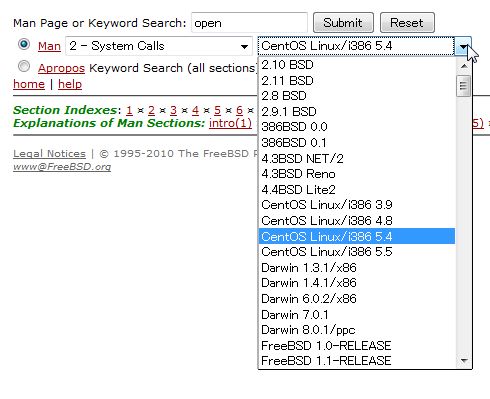 Man Page or Keyword Search: open Submit Reset
Man 2 - System Calls CentOS Linux/i386 5.4
Apropos Keyword Search (all sections)
home | help
Section Indexes: 1 × 2 × 3 × 4 × 5 × 6 ×
Explanations of Man Sections: intro(1) 5)
Legal Notices | © 1995-2010 The FreeBSD
www@FreeBSD.org
2.10 BSD
2.11 BSD
2.8 BSD
2.9.1 BSD
386BSD 0.0
386BSD 0.1
4.3BSD NET/2
4.3BSD Reno
4.4BSD Lite2
CentOS Linux/i386 3.9
CentOS Linux/i386 4.8
CentOS Linux/i386 5.4
CentOS Linux/i386 5.5
Darwin 1.3.1/x86
Darwin 1.4.1/x86
Darwin 6.0.2/x86
Darwin 7.0.1
Darwin 8.0.1/ppc
FreeBSD 1.0-RELEASE
FreeBSD 1.1-RELEASE